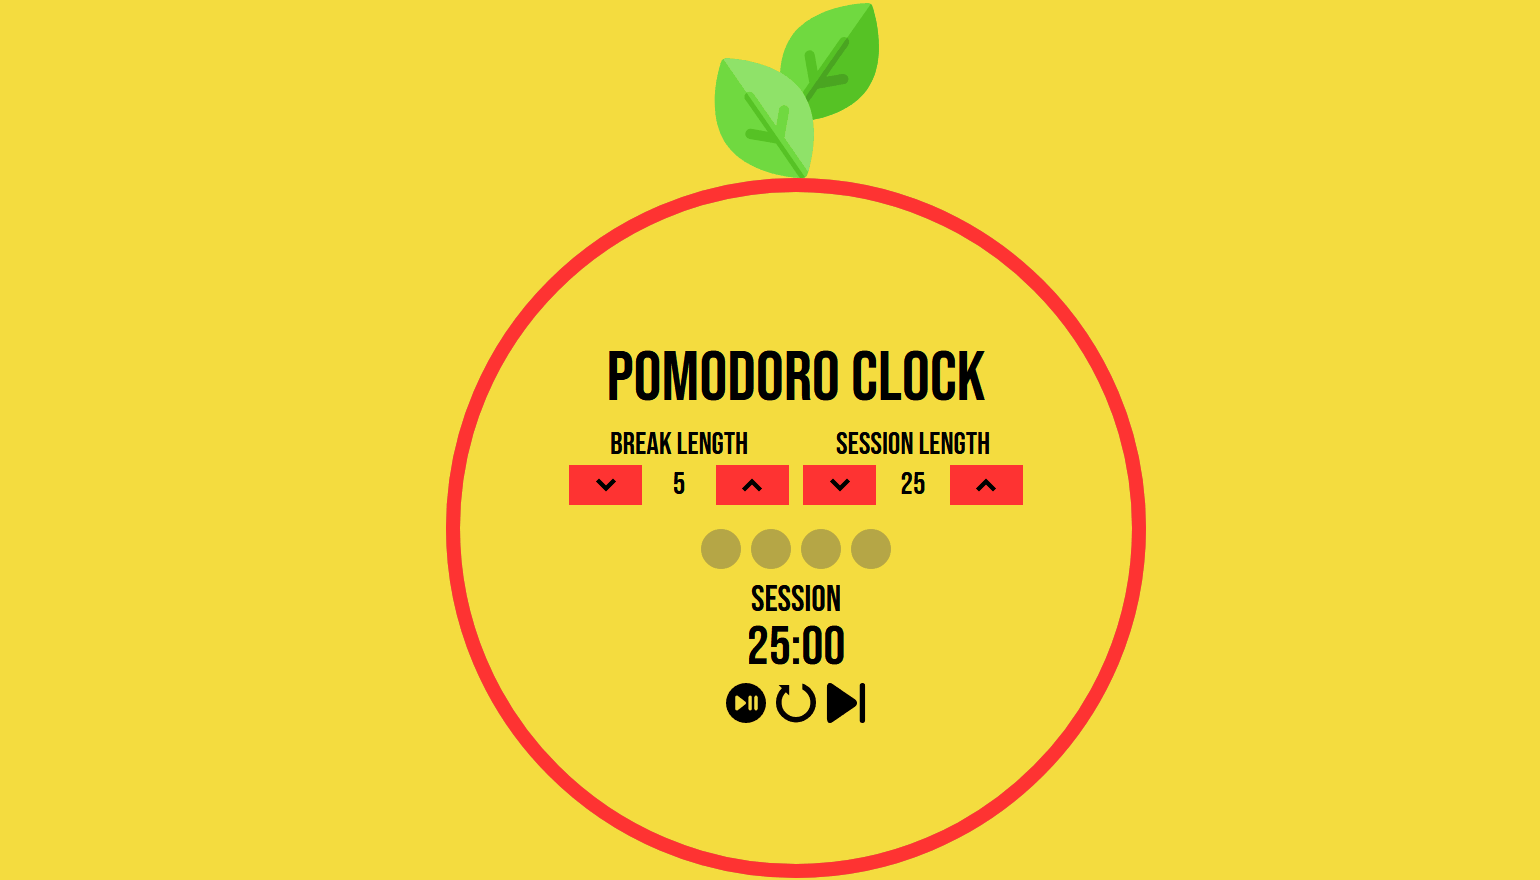 POMODORO CLOCK
BREAK LENGTH SESSION LENGTH
5 25
SESSION
25:00